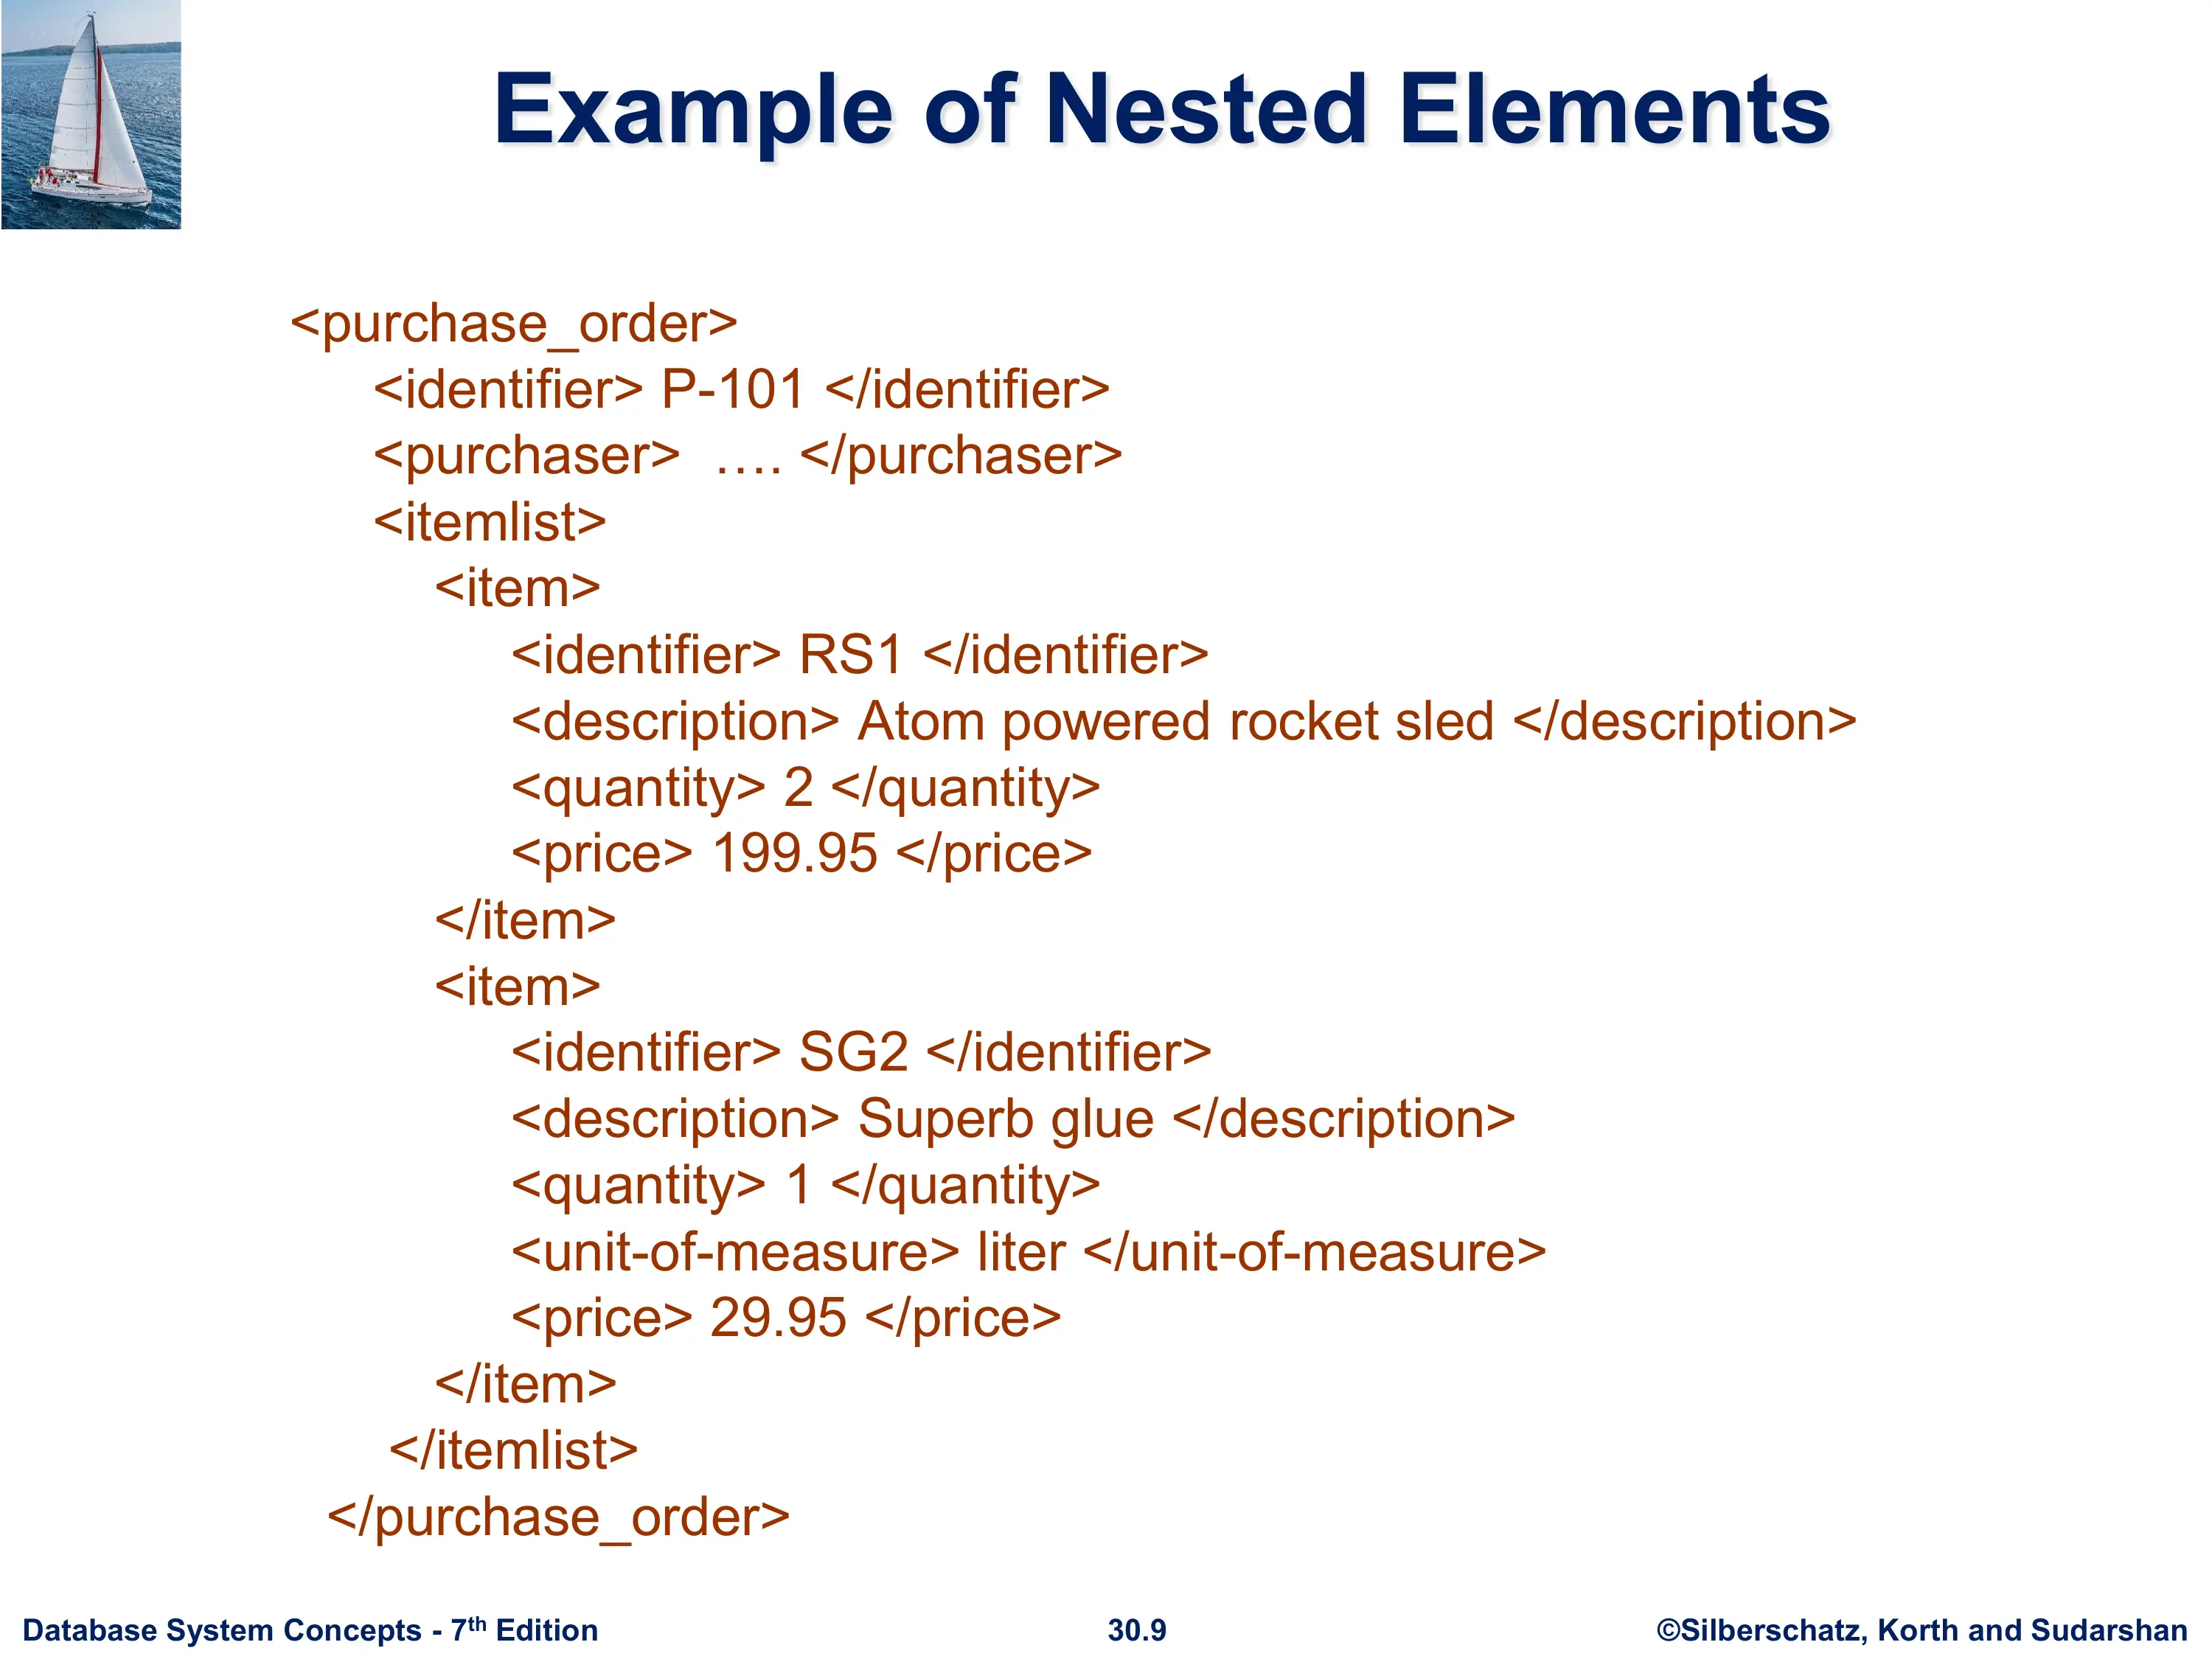 Example of Nested Elements
<purchase_order>
<identifier> P-101 </identifier>
<purchaser> …. </purchaser>
<itemlist>
<item>
<identifier> RS1 </identifier>
<description> Atom powered rocket sled </description>
<quantity> 2 </quantity>
<price> 199.95 </price>
</item>
<item>
<identifier> SG2 </identifier>
<description> Superb glue </description>
<quantity> 1 </quantity>
<unit-of-measure> liter </unit-of-measure>
<price> 29.95 </price>
</item>
</itemlist>
</purchase_order>
Database System Concepts - 7th Edition
30.9
©Silberschatz, Korth and Sudarshan